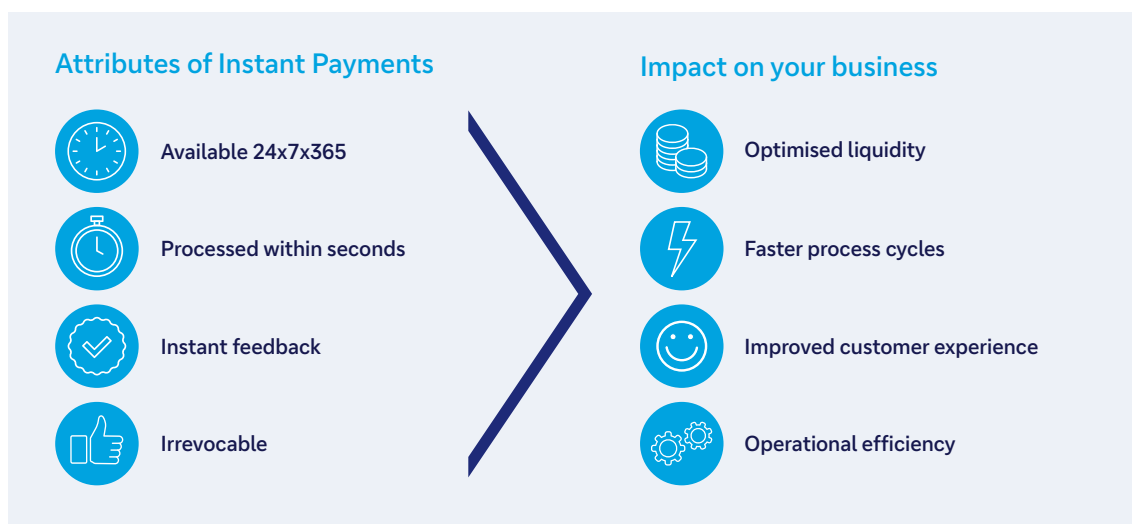 Attributes of Instant Payments
Available 24x7x365
Processed within seconds
Instant feedback
Irrevocable
Impact on your business
Optimised liquidity
Faster process cycles
Improved customer experience
Operational efficiency